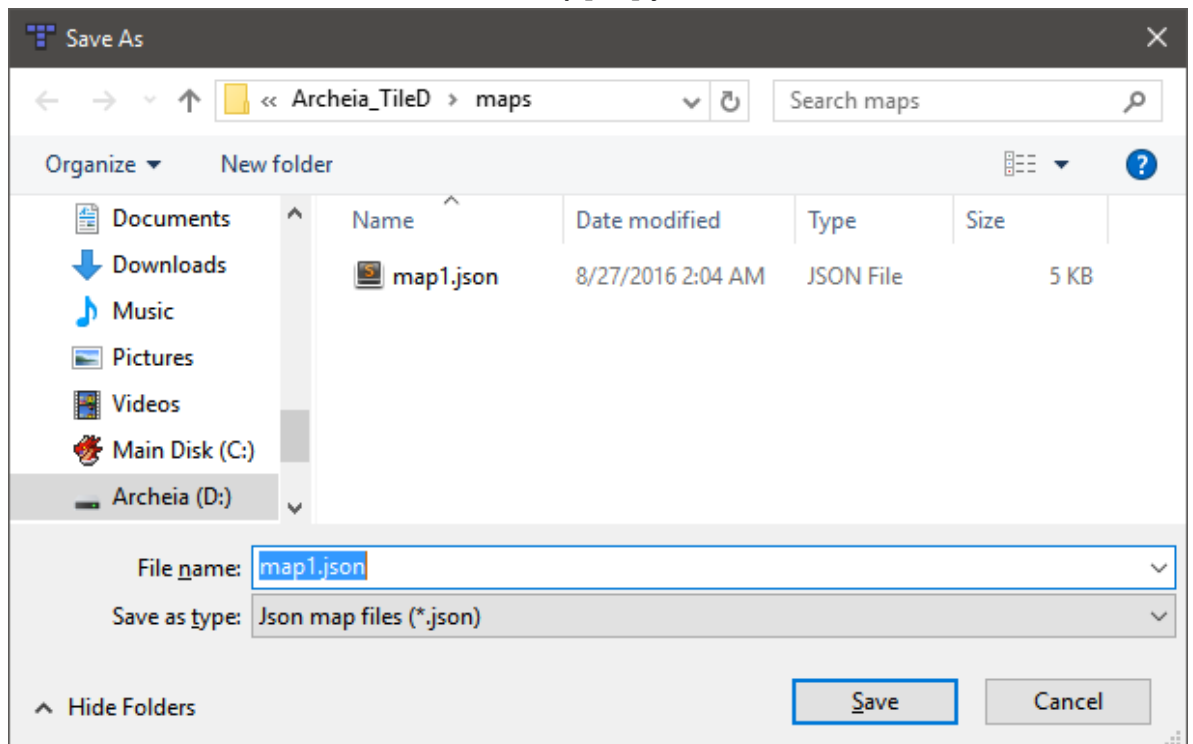 Save As
« Archeia_TileD > maps
Search maps
Organize
New folder
Name
Date modified
Type
Size
Documents
Downloads
Music
Pictures
Videos
Main Disk (C:)
Archeia (D:)
map1.json
8/27/2016 2:04 AM
JSON File
5 KB
File name: map1.json
Save as type: Json map files (*.json)
Hide Folders
Save
Cancel